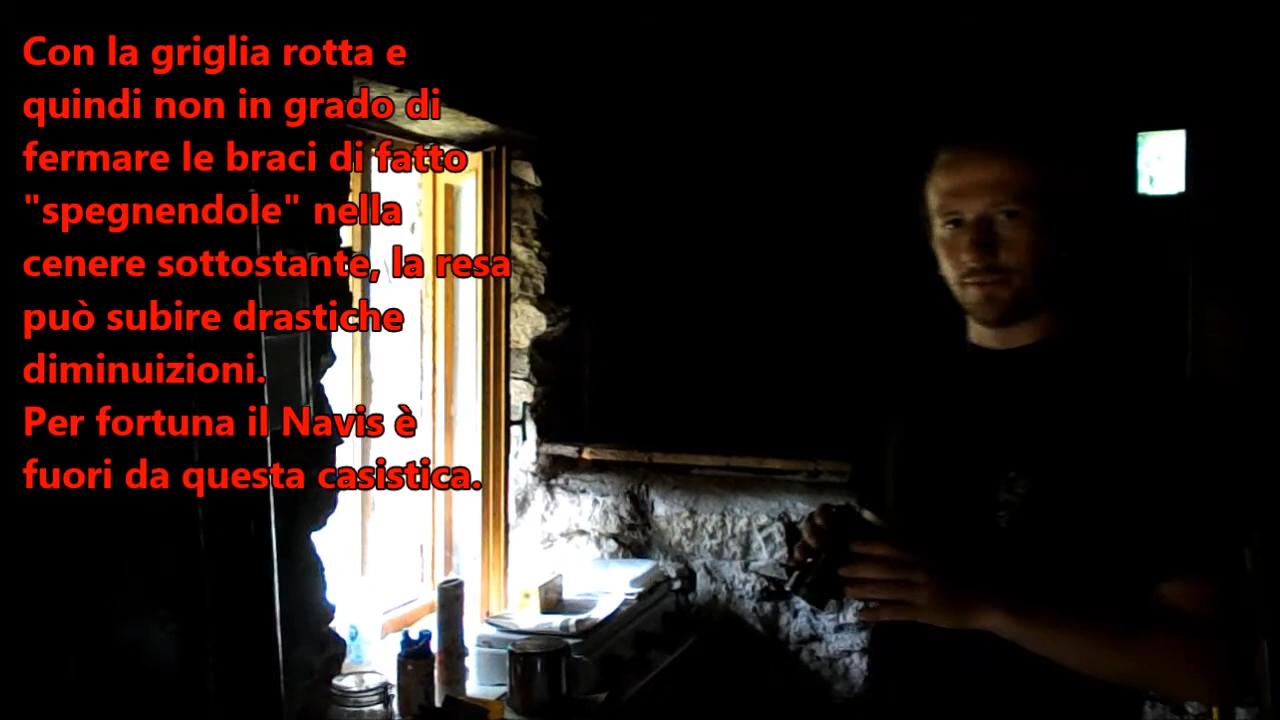 Con la griglia rotta e
quindi non in grado di
fermare le braci di fatto
"spegnendole" nella
cenere sottostante, la resa
può subire drastiche
diminuizioni.
Per fortuna il Navis è
fuori da questa casistica.